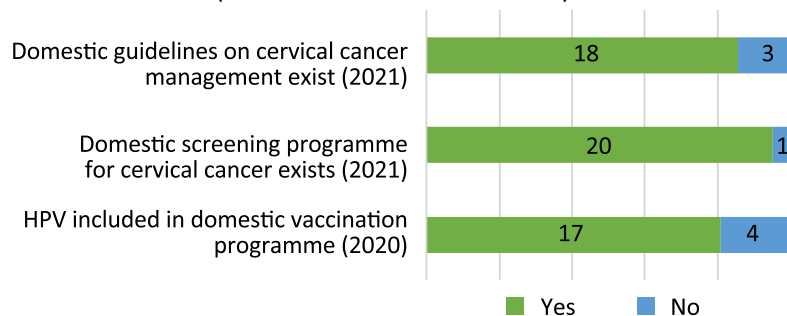 Domestic guidelines on cervical cancer
management exist (2021)
18 3
Domestic screening programme
for cervical cancer exists (2021)
20 1
HPV included in domestic vaccination
programme (2020)
17 4
Yes No